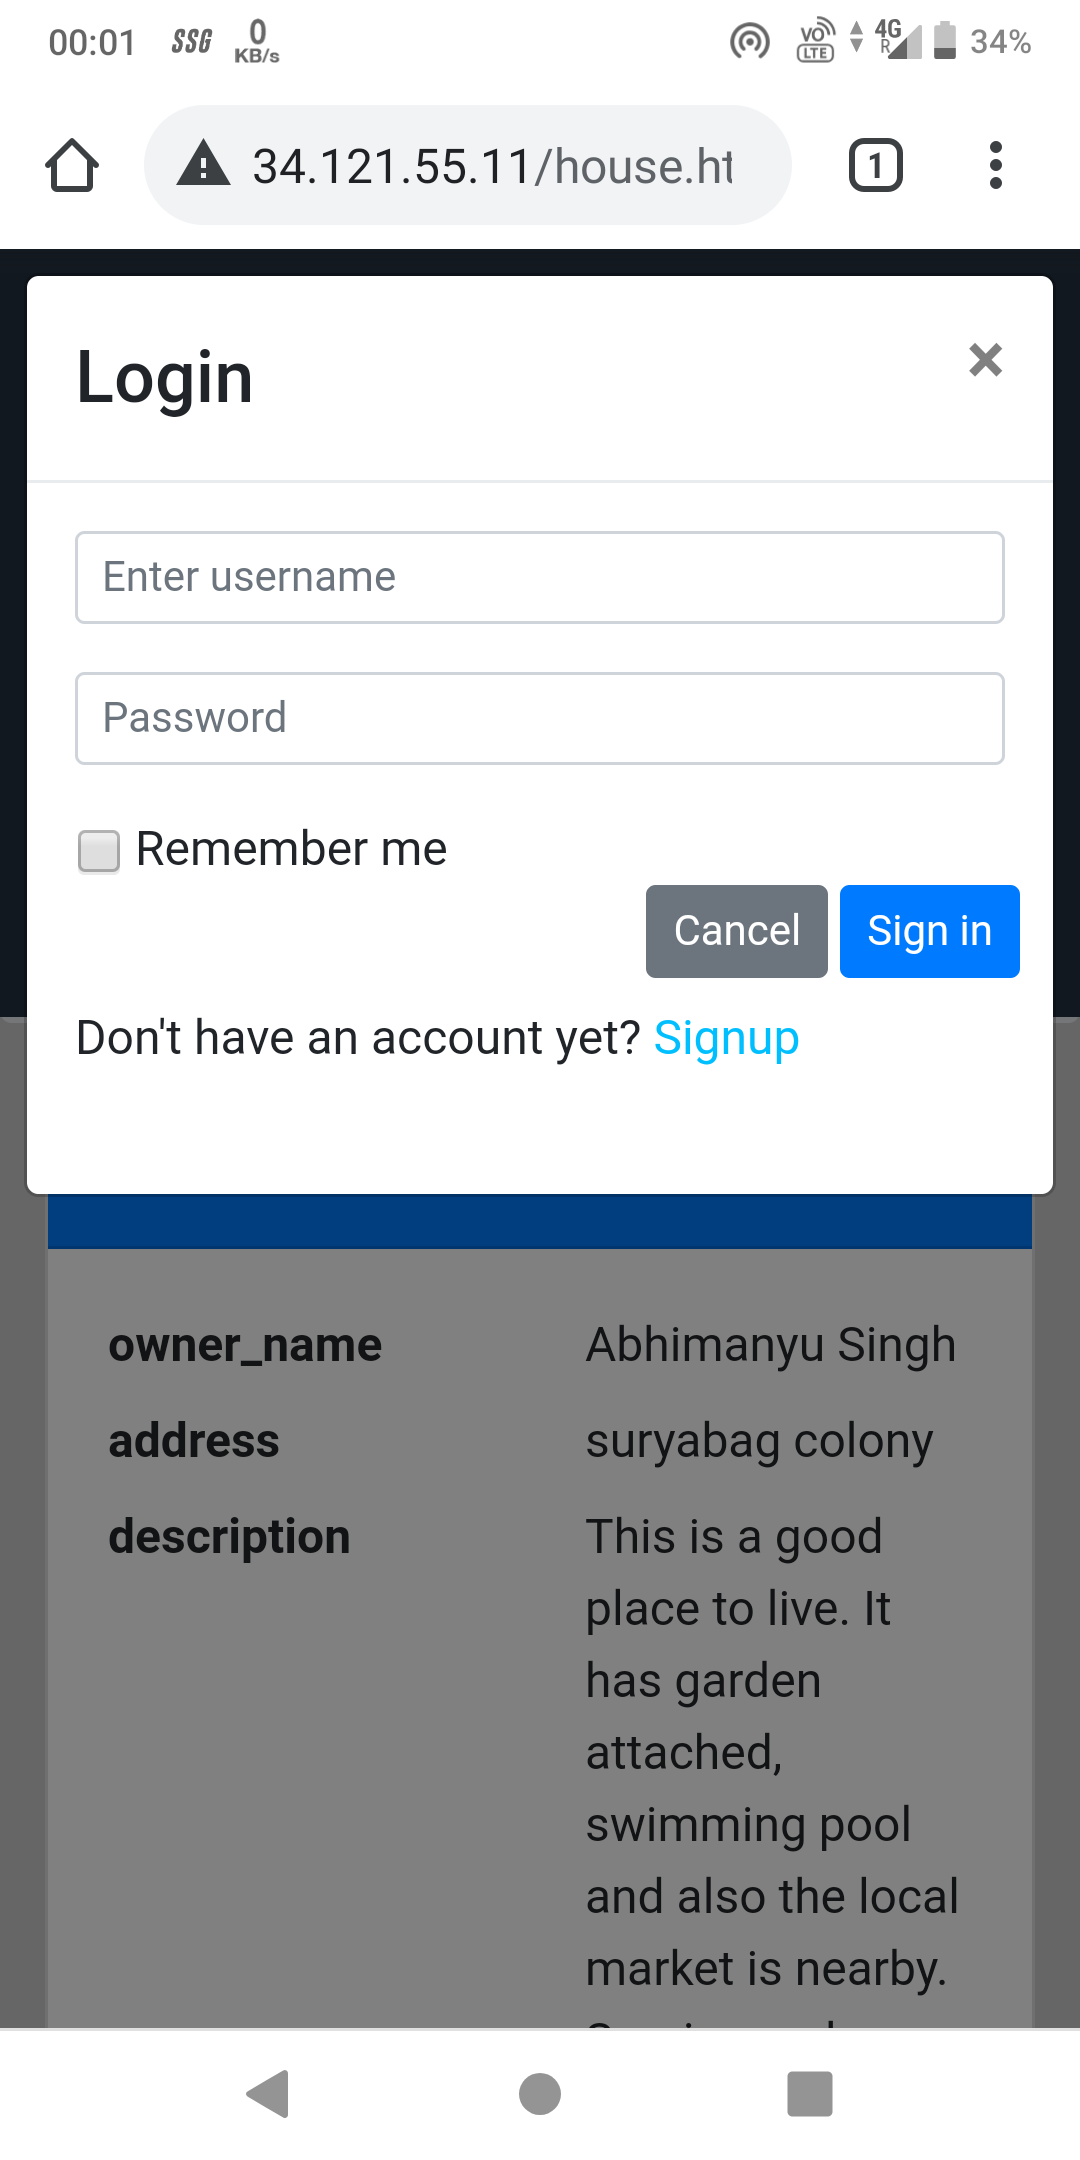 00:01 SSG 0 KB/s VO LTE 4G R 34%
34.121.55.11/house.ht 1
Login ×
Enter username
Password
Remember me
Cancel Sign in
Don't have an account yet? Signup
owner_name Abhimanyu Singh
address suryabag colony
description This is a good
place to live. It
has garden
attached,
swimming pool
and also the local
market is nearby.